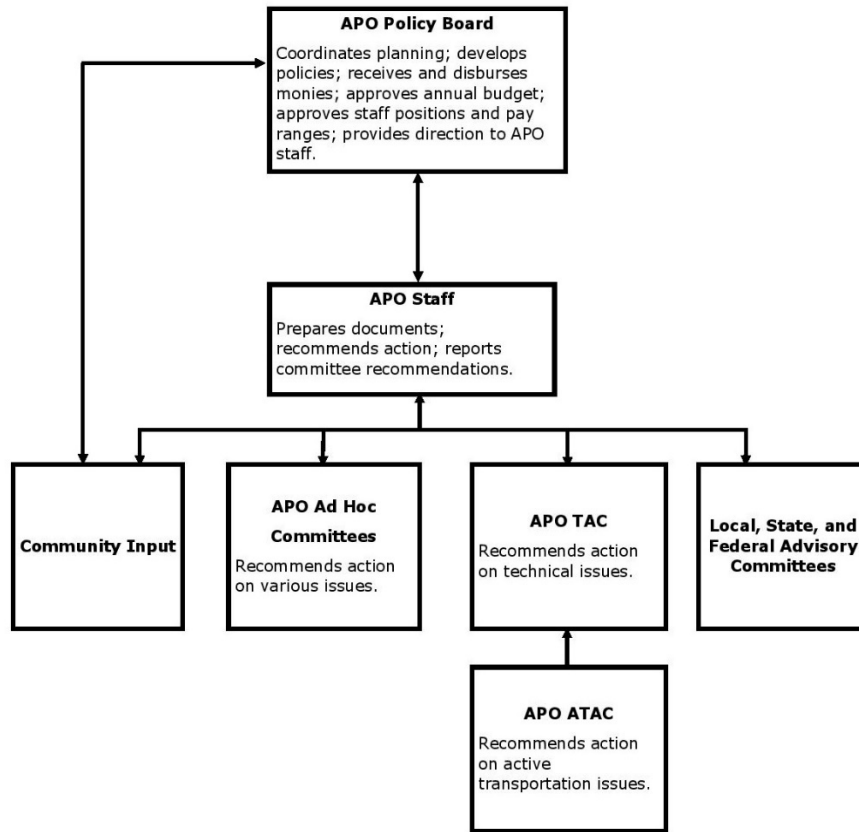 APO Policy Board
Coordinates planning; develops
policies; receives and disburses
monies; approves annual budget;
approves staff positions and pay
ranges; provides direction to APO
staff.
APO Staff
Prepares documents;
recommends action; reports
committee recommendations.
Community Input
APO Ad Hoc
Committees
Recommends action
on various issues.
APO TAC
Recommends action
on technical issues.
Local, State, and
Federal Advisory
Committees
APO ATAC
Recommends action
on active
transportation issues.